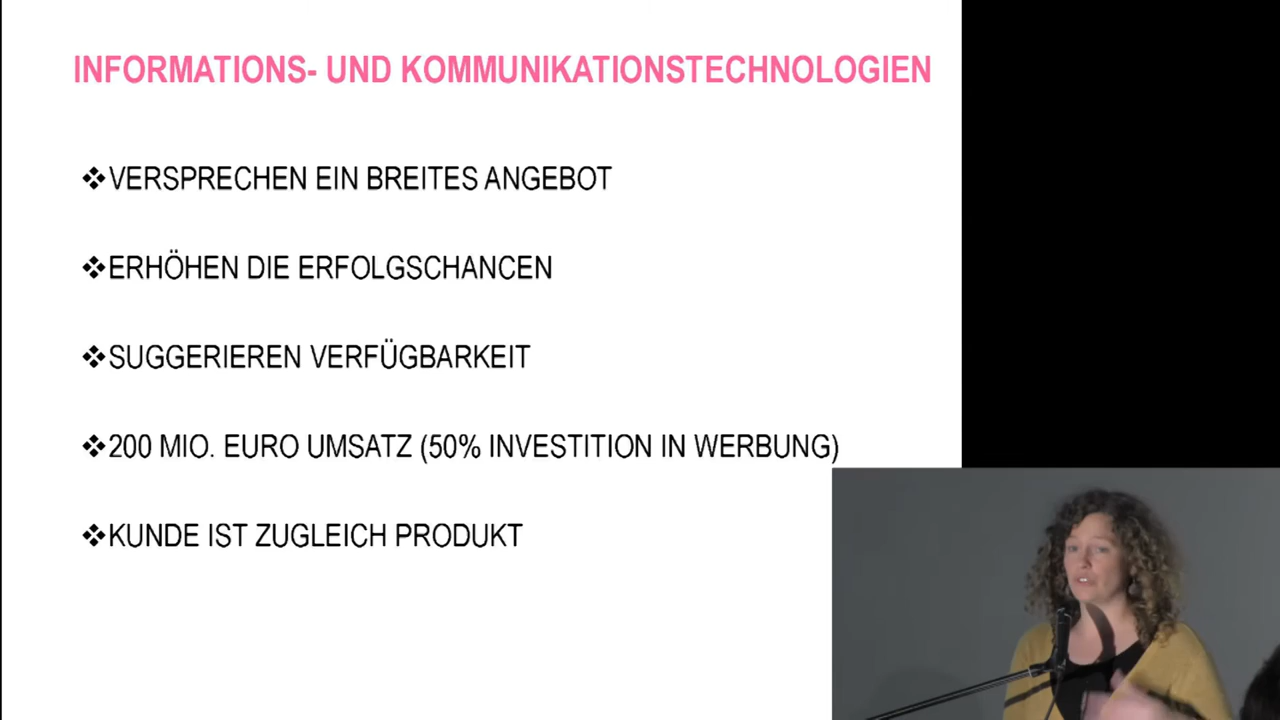 INFORMATIONS- UND KOMMUNIKATIONSTECHNOLOGIEN
❖VERSPRECHEN EIN BREITES ANGEBOT
❖ERHÖHEN DIE ERFOLGSCHANCEN
❖SUGGERIEREN VERFÜGBARKEIT
❖200 MIO. EURO UMSATZ (50% INVESTITION IN WERBUNG)
❖KUNDE IST ZUGLEICH PRODUKT